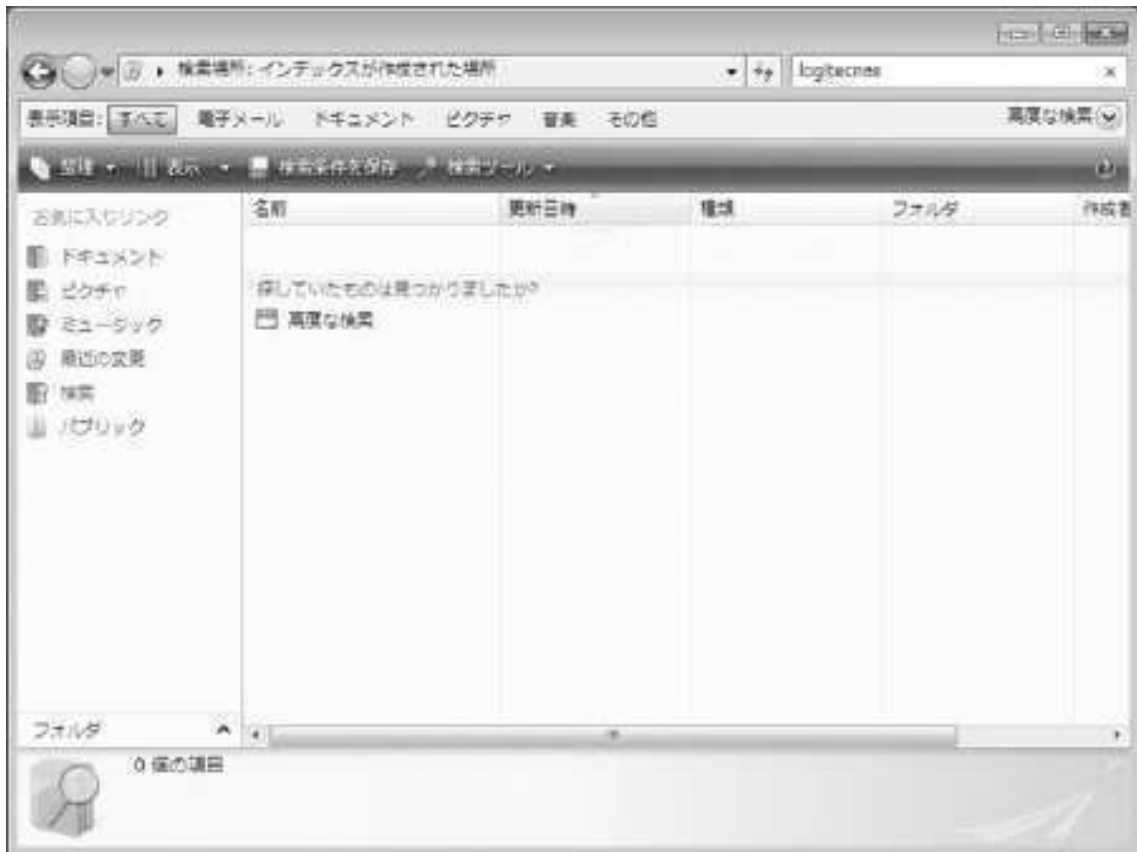 検索場所: インデックスが作成された場所
logitecnas
表示項目: すべて 電子メール ドキュメント ピクチャ 音楽 その他 高度な検索
整理 表示 検索条件を保存 検索ツール
お気に入りリンク
ドキュメント
ピクチャ
ミュージック
最近の変更
検索
パブリック
名前 更新日時 種類 フォルダ 作成者
探していたものは見つかりましたか?
高度な検索
フォルダ
0 個の項目